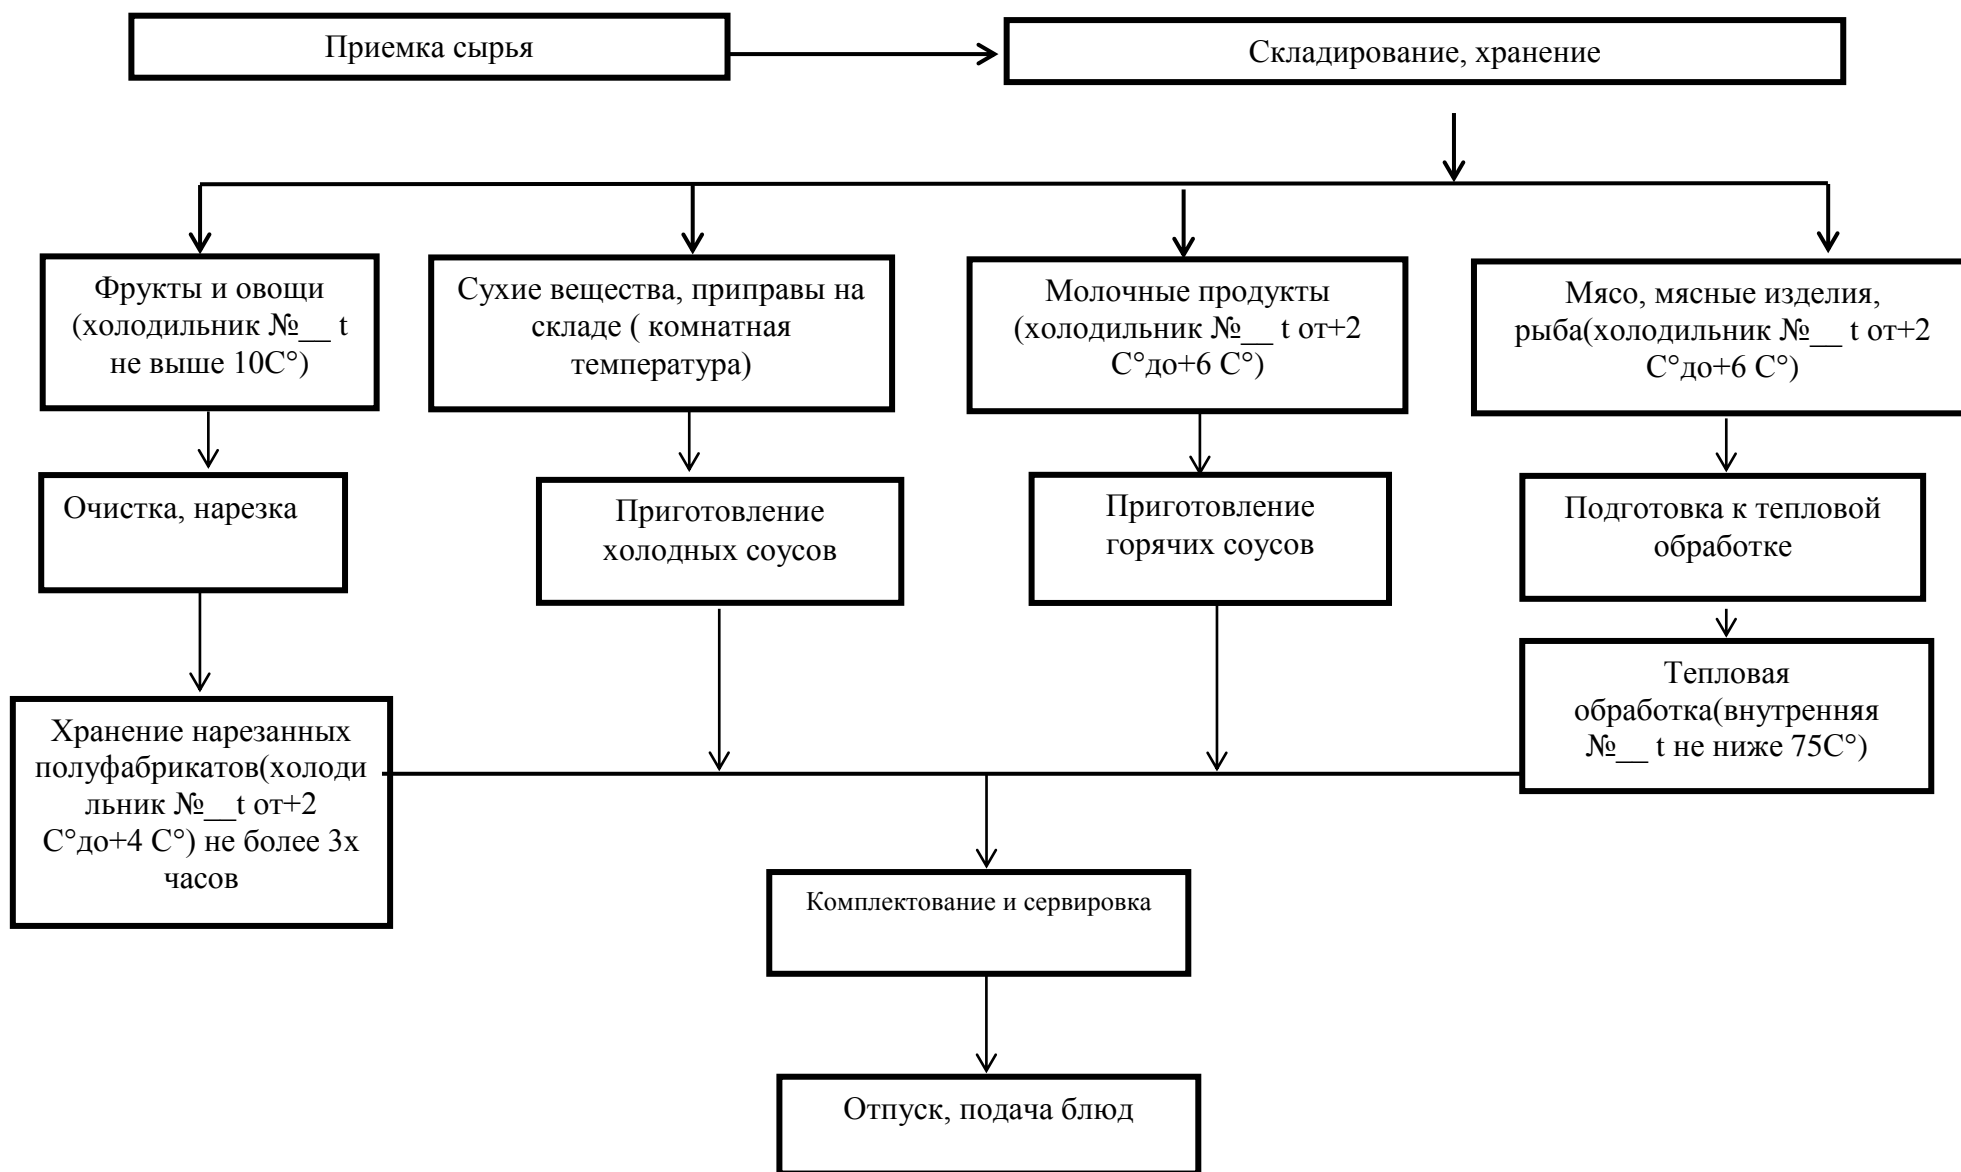 Приемка сырья
Складирование, хранение
Фрукты и овощи
(холодильник №__ t
не выше 10С°)
Сухие вещества, приправы на
складе ( комнатная
температура)
Молочные продукты
(холодильник №__ t от+2
С°до+6 С°)
Мясо, мясные изделия,
рыба(холодильник №__ t от+2
С°до+6 С°)
Очистка, нарезка
Приготовление
холодных соусов
Приготовление
горячих соусов
Подготовка к тепловой
обработке
Хранение нарезанных
полуфабрикатов(холоди
льник №__t от+2
С°до+4 С°) не более 3х
часов
Тепловая
обработка(внутренняя
№__ t не ниже 75С°)
Комплектование и сервировка
Отпуск, подача блюд